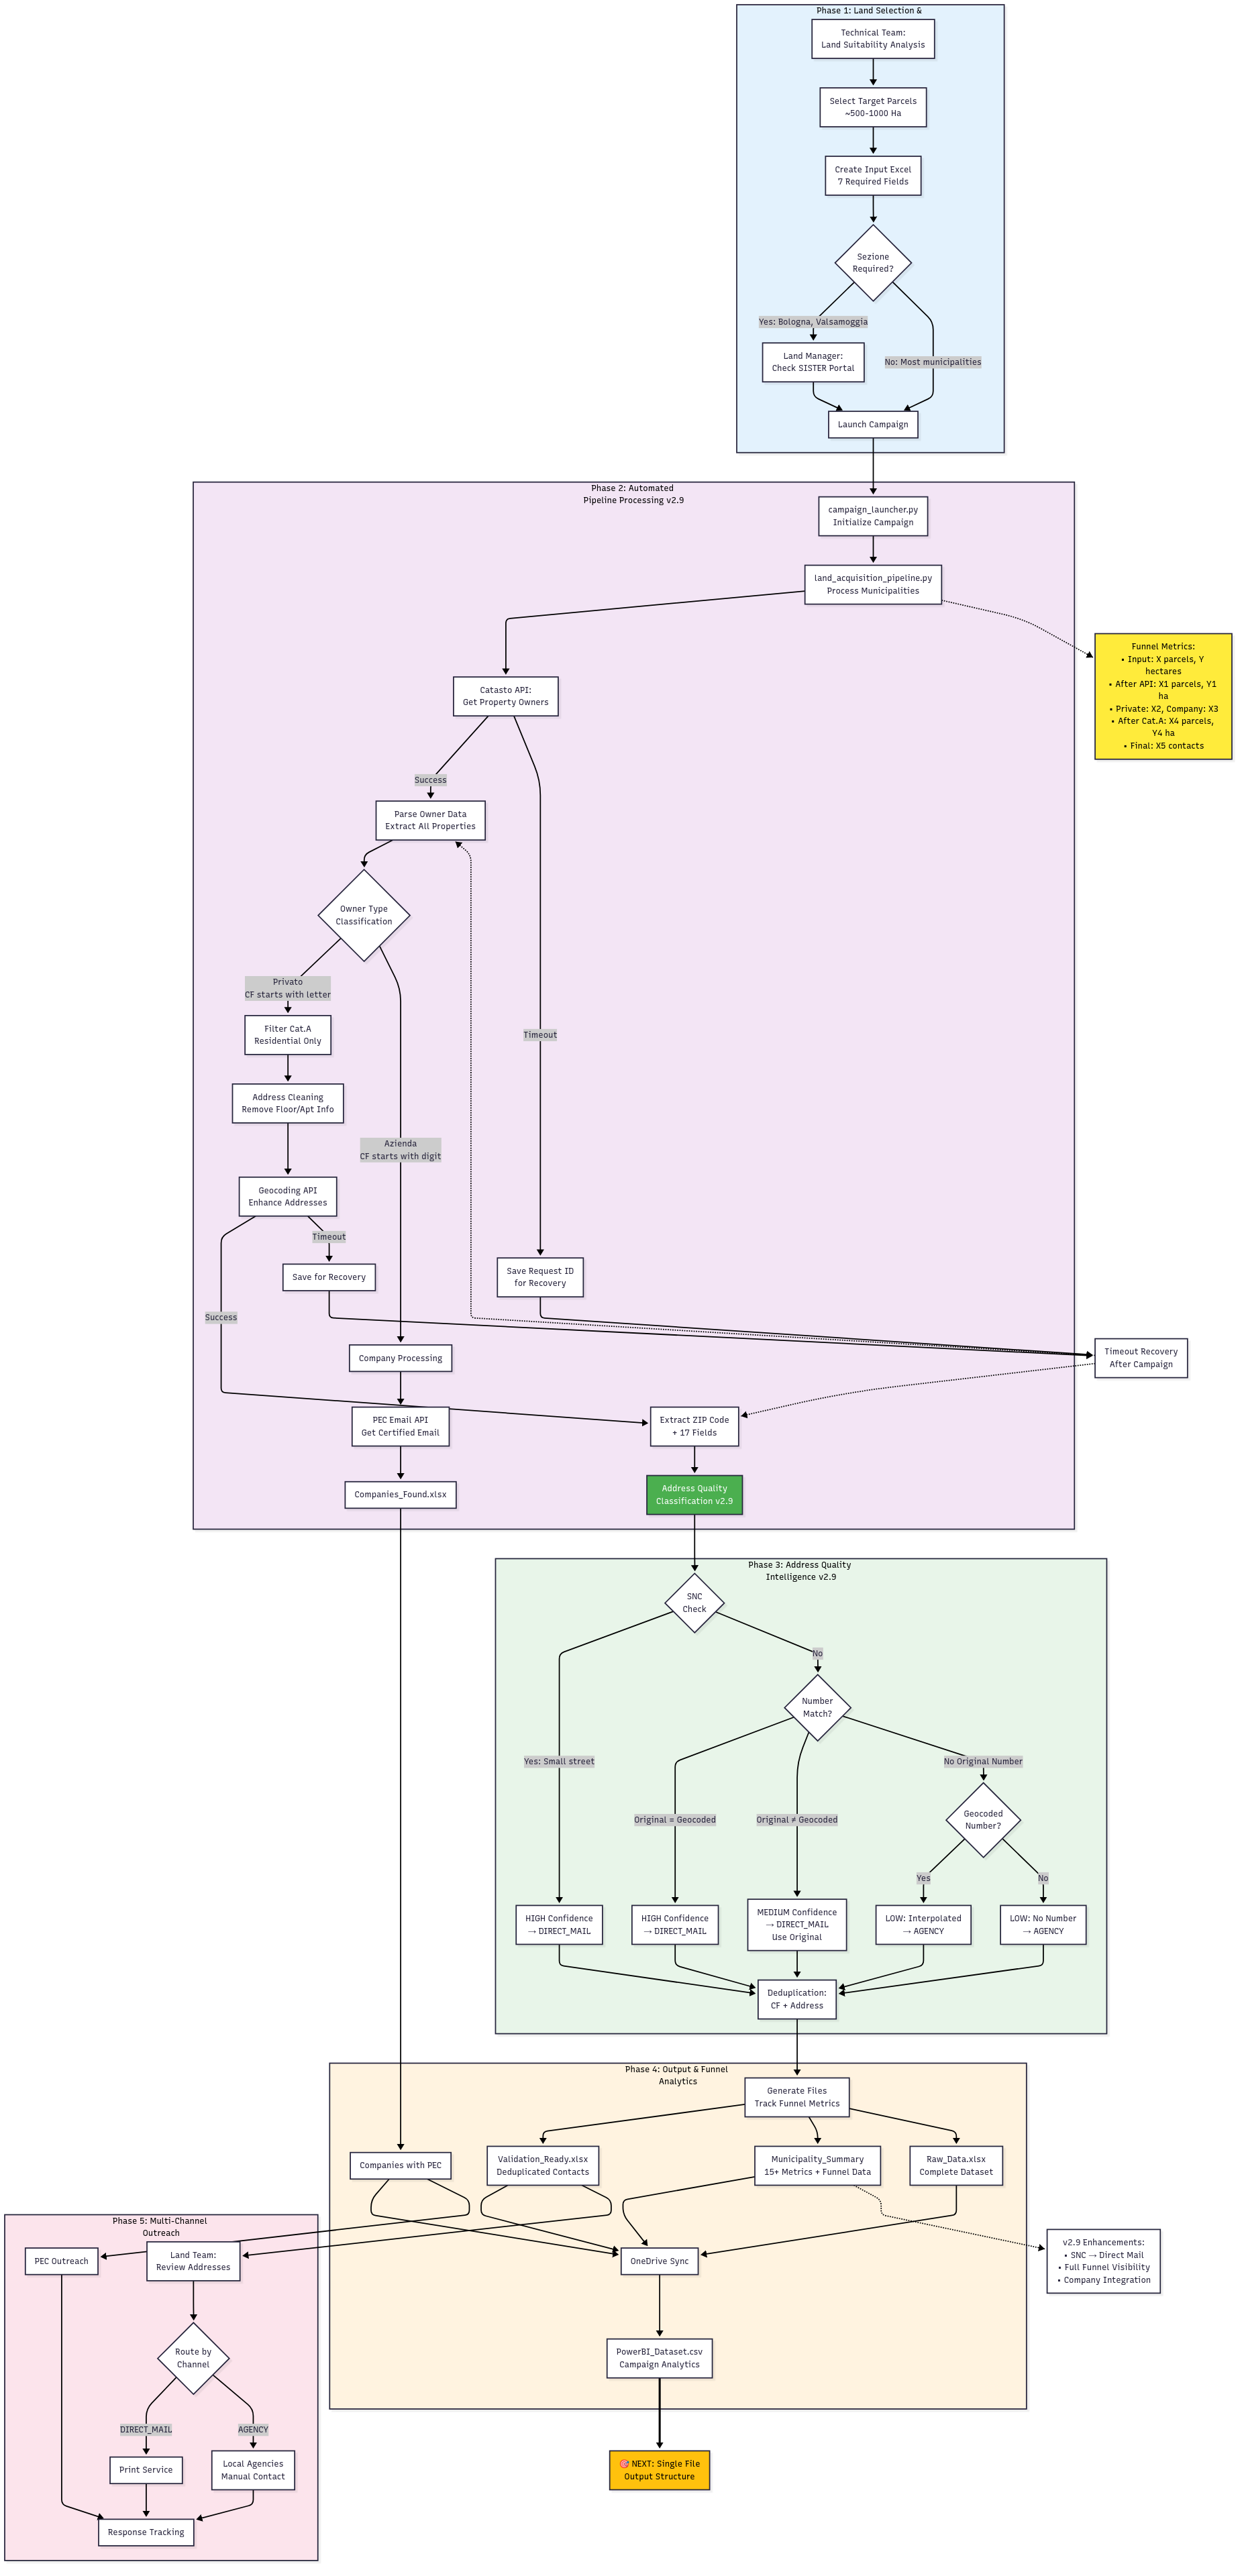 Phase 1: Land Selection &
Technical Team:
Land Suitability Analysis
Select Target Parcels
~500-1000 Ha
Create Input Excel
7 Required Fields
Sezione
Required?
Yes: Bologna, Valsamoggia
No: Most municipalities
Land Manager:
Check SISTER Portal
Launch Campaign
Phase 2: Automated
Pipeline Processing v2.9
campaign_launcher.py
Initialize Campaign
land_acquisition_pipeline.py
Process Municipalities
Funnel Metrics:
• Input: X parcels, Y
hectares
• After API: X1 parcels, Y1
ha
• Private: X2, Company: X3
• After Cat.A: X4 parcels,
Y4 ha
• Final: X5 contacts
Catasto API:
Get Property Owners
Success
Parse Owner Data
Extract All Properties
Owner Type
Classification
Privato
CF starts with letter
Filter Cat.A
Residential Only
Timeout
Address Cleaning
Remove Floor/Apt Info
Azienda
CF starts with digit
Geocoding API
Enhance Addresses
Timeout
Save for Recovery
Save Request ID
for Recovery
Success
Company Processing
Timeout Recovery
After Campaign
PEC Email API
Get Certified Email
Extract ZIP Code
+ 17 Fields
Companies_Found.xlsx
Address Quality
Classification v2.9
Phase 3: Address Quality
Intelligence v2.9
SNC
Check
No
Number
Match?
Yes: Small street
No Original Number
Original = Geocoded
Original ≠ Geocoded
Geocoded
Number?
Yes
No
HIGH Confidence
→ DIRECT_MAIL
HIGH Confidence
→ DIRECT_MAIL
MEDIUM Confidence
→ DIRECT_MAIL
Use Original
LOW: Interpolated
→ AGENCY
LOW: No Number
→ AGENCY
Deduplication:
CF + Address
Phase 4: Output & Funnel
Analytics
Generate Files
Track Funnel Metrics
Companies with PEC
Validation_Ready.xlsx
Deduplicated Contacts
Municipality_Summary
15+ Metrics + Funnel Data
Raw_Data.xlsx
Complete Dataset
Phase 5: Multi-Channel
Outreach
PEC Outreach
Land Team:
Review Addresses
OneDrive Sync
v2.9 Enhancements:
• SNC → Direct Mail
• Full Funnel Visibility
• Company Integration
Route by
Channel
PowerBI_Dataset.csv
Campaign Analytics
DIRECT_MAIL
AGENCY
Print Service
Local Agencies
Manual Contact
🎯 NEXT: Single File
Output Structure
Response Tracking